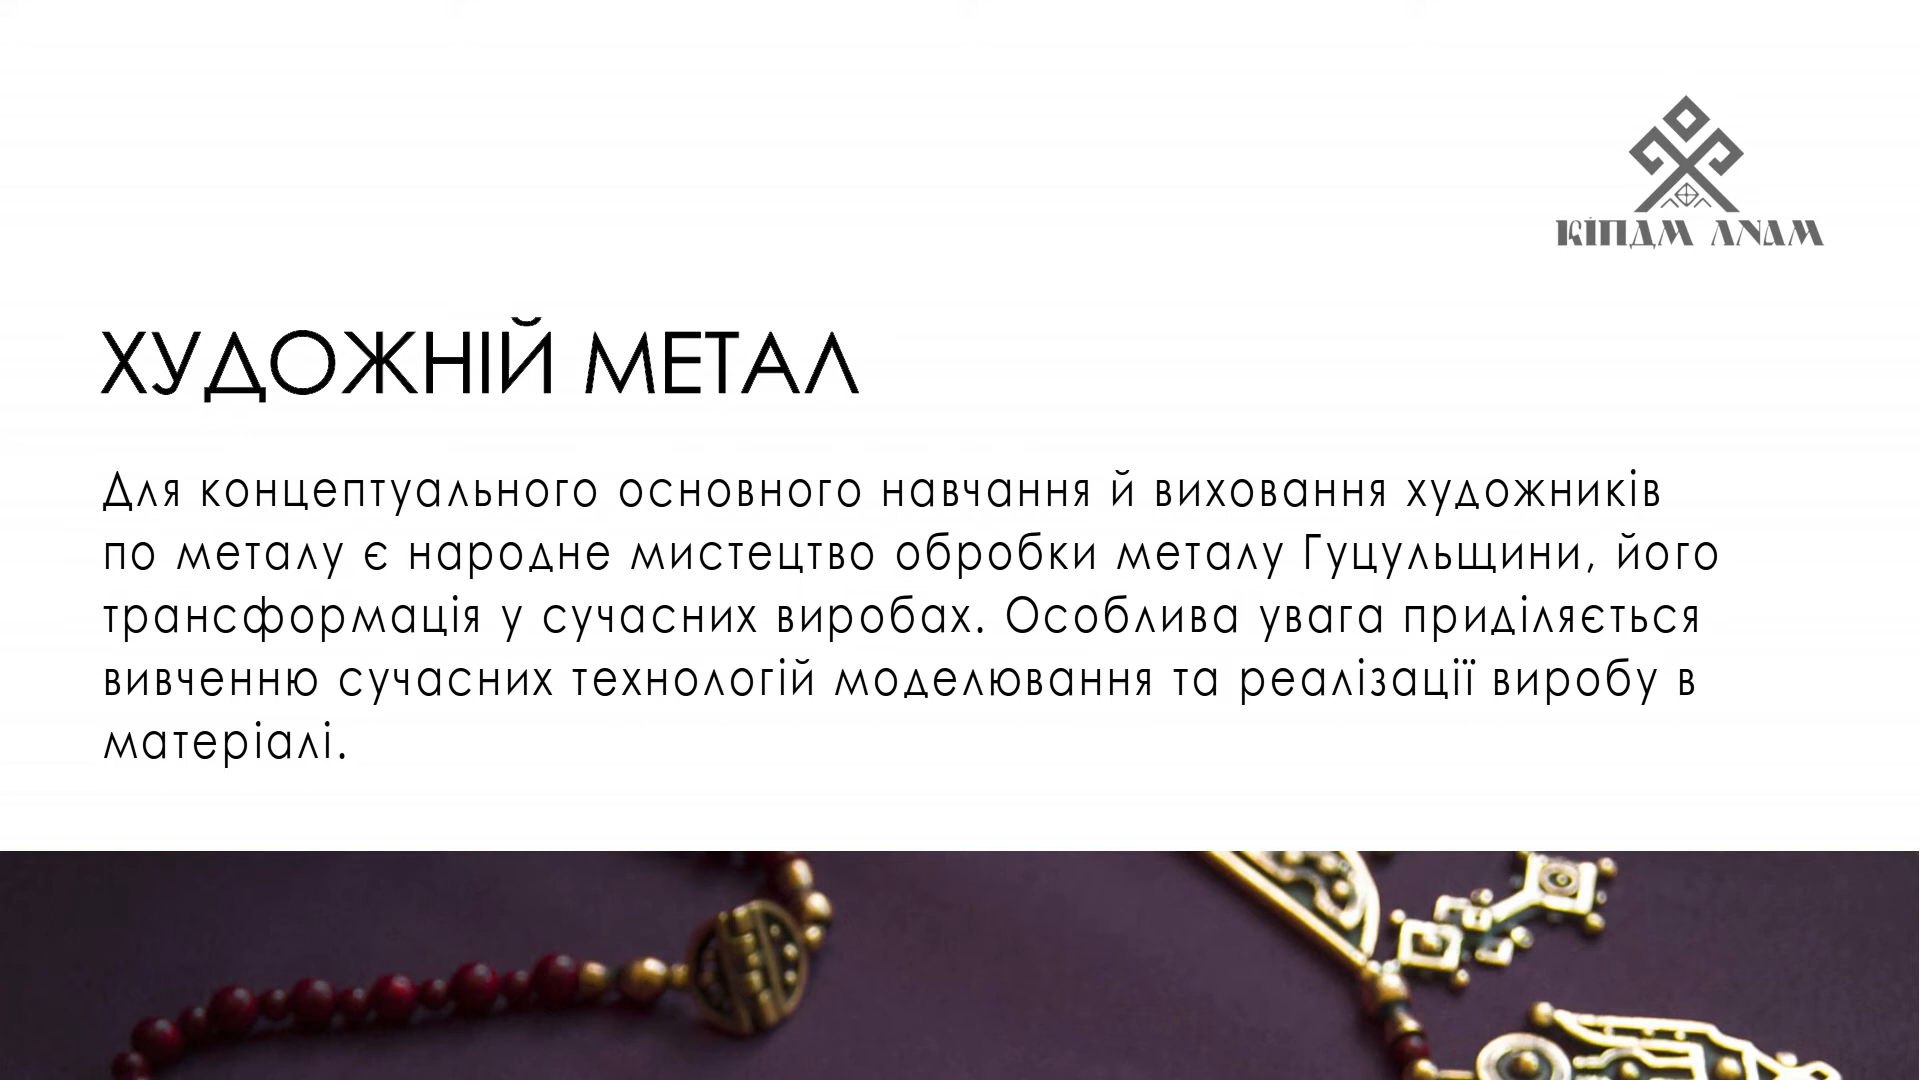 КІПДМ ЛНАМ
ХУДОЖНІЙ МЕТАЛ
Для концептуального основного навчання й виховання художників
по металу є народне мистецтво обробки металу Гуцульщини, його
трансформація у сучасних виробах. Особлива увага приділяється
вивченню сучасних технологій моделювання та реалізації виробу в
матеріалі.